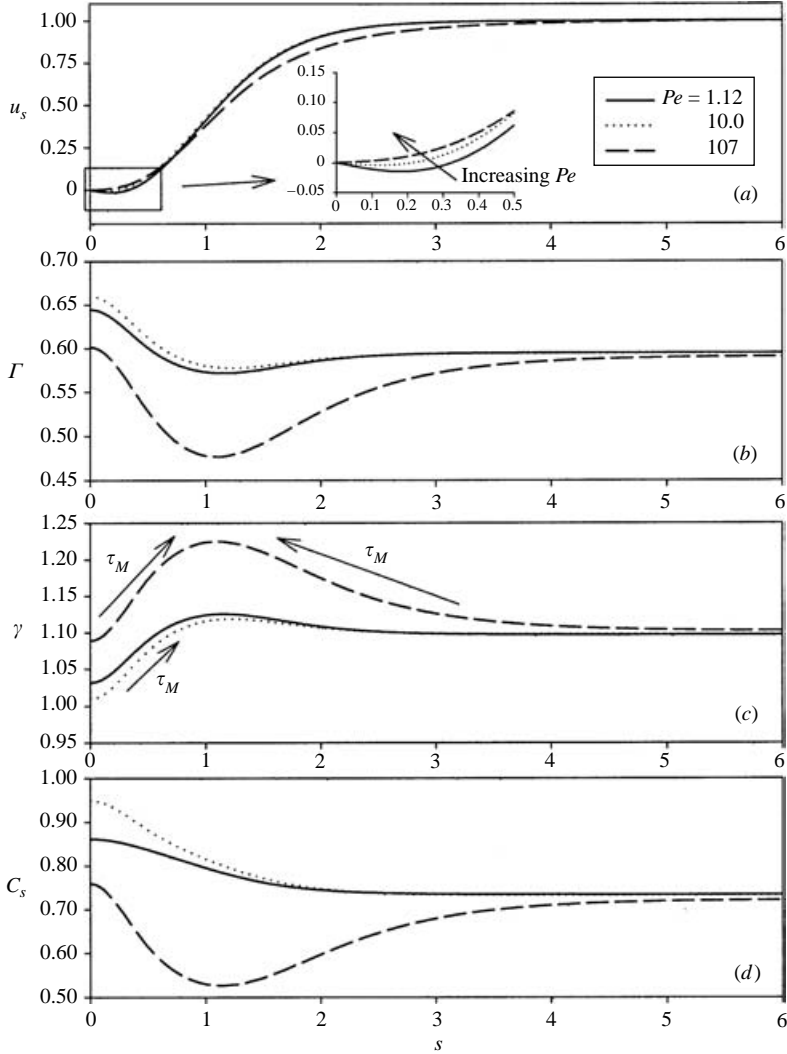 1.00
0.75
0.50
0.25
0
u_s
0.15
0.10
0.05
0
−0.05
0 0.1 0.2 0.3 0.4 0.5
Increasing Pe
Pe = 1.12
10.0
107
(a)
0 1 2 3 4 5 6
0.70
0.65
0.60
0.55
0.50
0.45
Γ
(b)
0 1 2 3 4 5 6
1.25
1.20
1.15
1.10
1.05
1.00
0.95
γ
τ_M
τ_M
τ_M
(c)
0 1 2 3 4 5 6
1.00
0.90
0.80
0.70
0.60
0.50
C_s
(d)
0 1 2 3 4 5 6
s